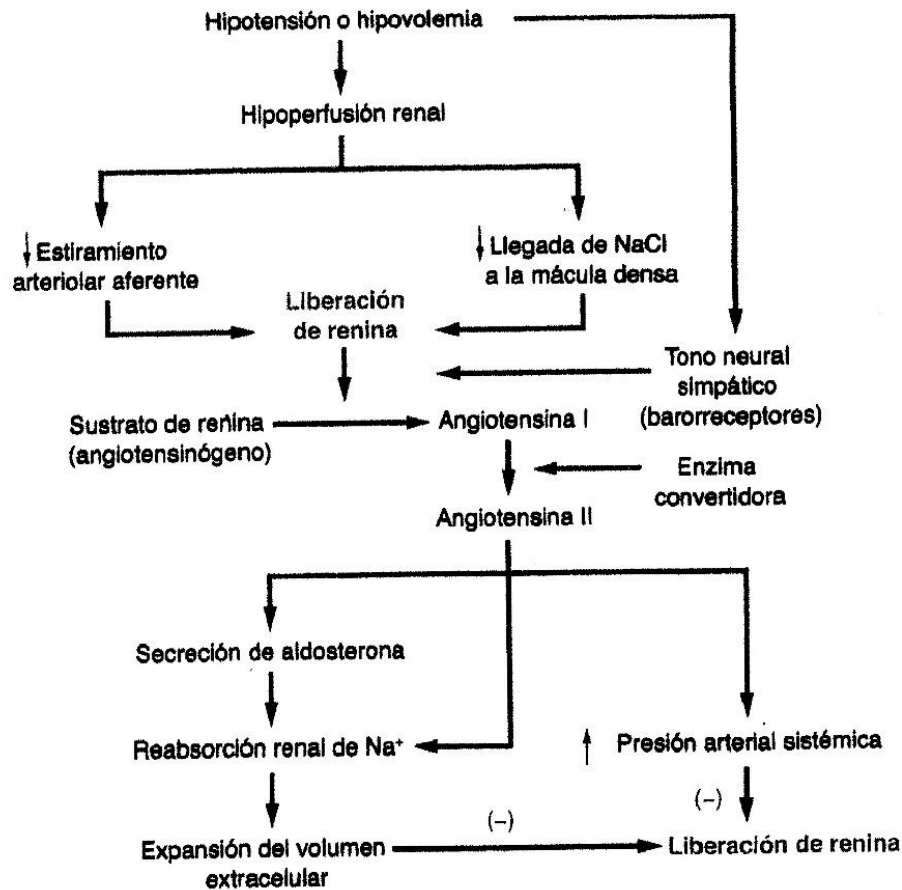 Hipotensión o hipovolemia
Hipoperfusión renal
↓ Estiramiento
arteriolar aferente
↓ Llegada de NaCl
a la mácula densa
Liberación
de renina
Tono neural
simpático
(barorreceptores)
Sustrato de renina
(angiotensinógeno)
Angiotensina I
Enzima
convertidora
Angiotensina II
Secreción de aldosterona
Reabsorción renal de Na⁺
↑ Presión arterial sistémica
(–)
(–)
Expansión del volumen
extracelular
Liberación de renina